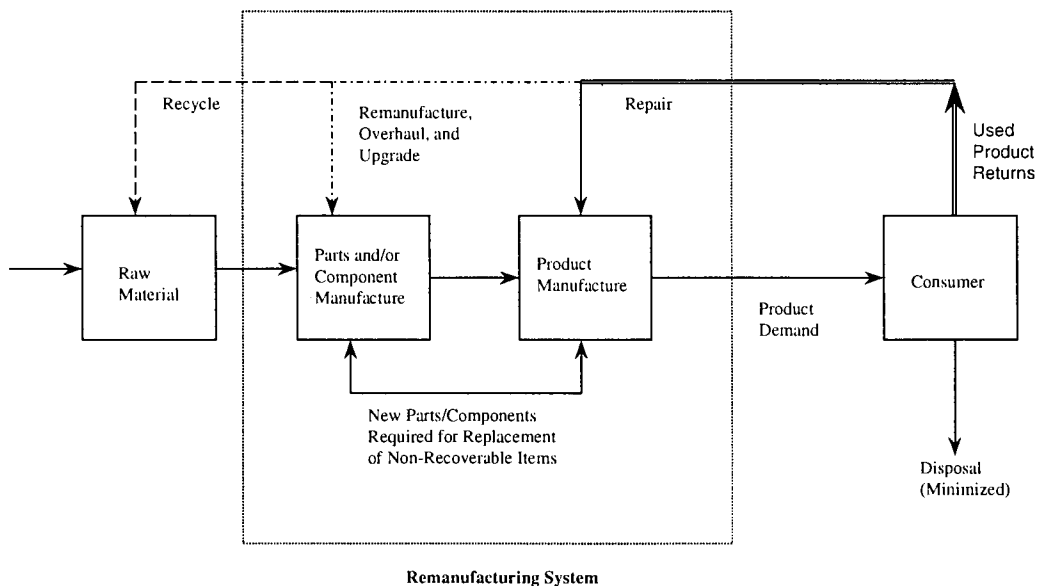 Recycle
Remanufacture,
Overhaul, and
Upgrade
Repair
Used
Product
Returns
Raw
Material
Parts and/or
Component
Manufacture
Product
Manufacture
Consumer
Product
Demand
New Parts/Components
Required for Replacement
of Non-Recoverable Items
Disposal
(Minimized)
Remanufacturing System